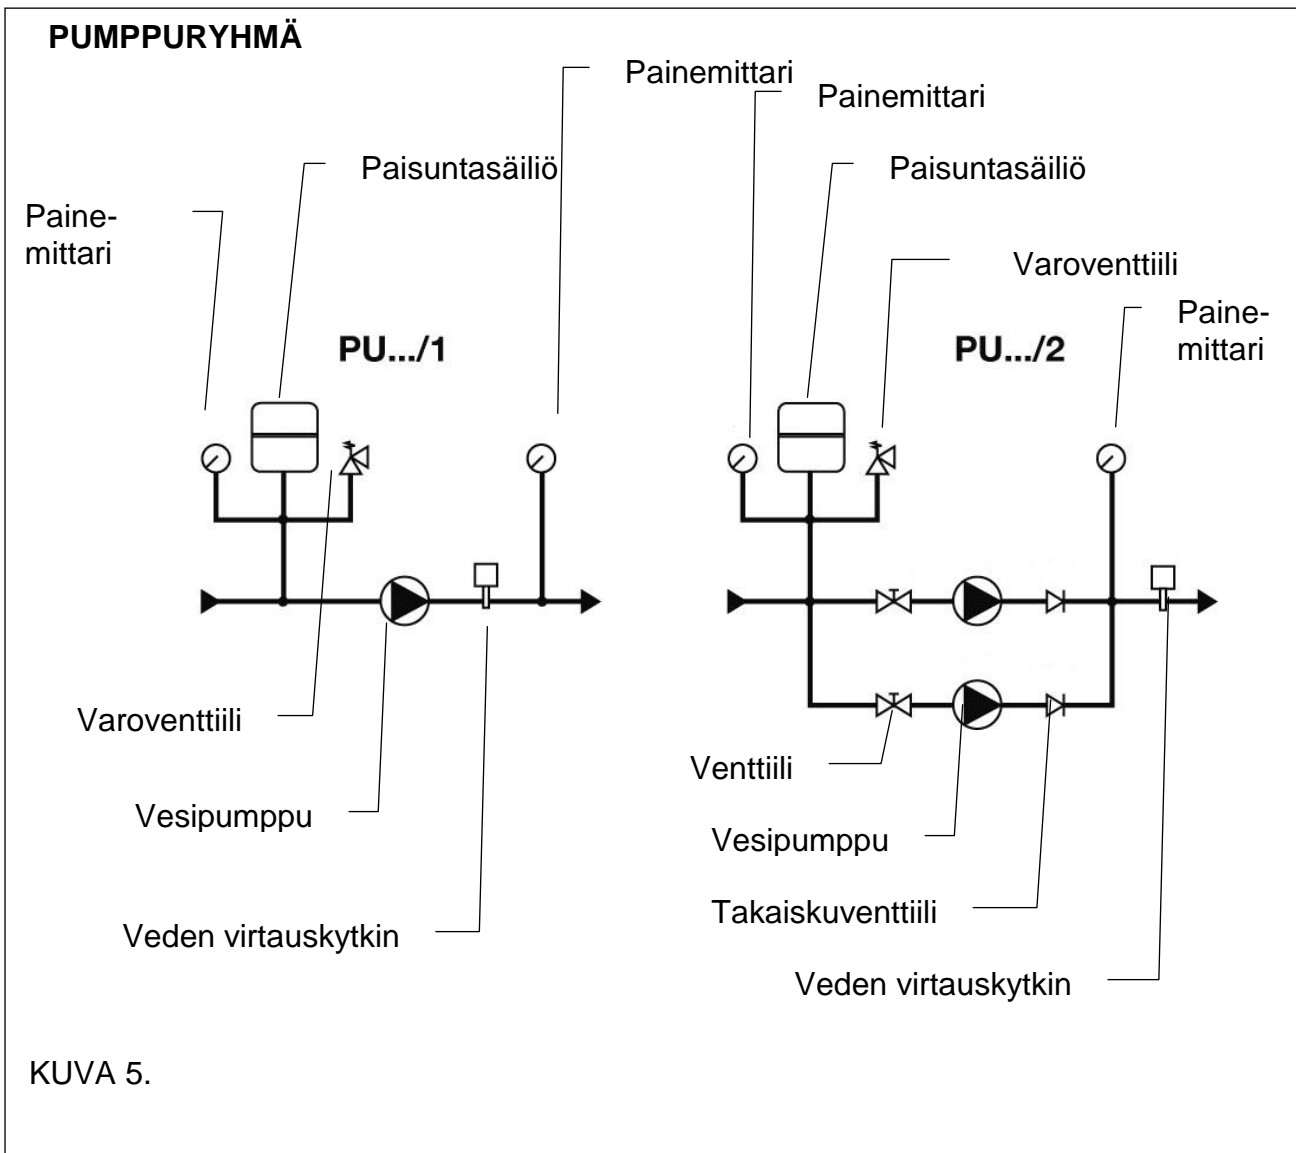 PUMPPURYHMÄ
Painemittari
Painemittari
Paisuntasäiliö
Paisuntasäiliö
Paine-
mittari
Varoventtiili
Paine-
mittari
PU.../1
PU.../2
Varoventtiili
Venttiili
Vesipumppu
Vesipumppu
Takaiskuventtiili
Veden virtauskytkin
Veden virtauskytkin
KUVA 5.